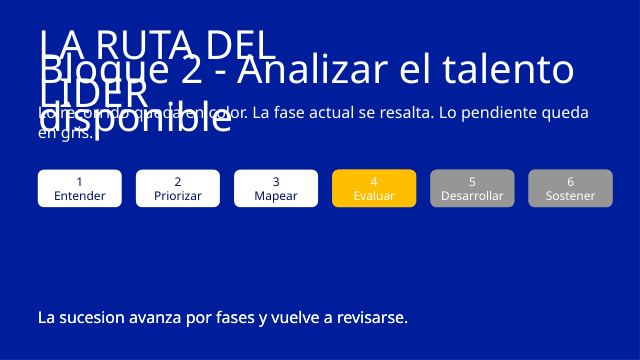 LA RUTA DEL
LIDER
Bloque 2 - Analizar el talento
disponible
Lo recorrido queda en color. La fase actual se resalta. Lo pendiente queda
en gris.
1
Entender
2
Priorizar
3
Mapear
4
Evaluar
5
Desarrollar
6
Sostener
La sucesion avanza por fases y vuelve a revisarse.